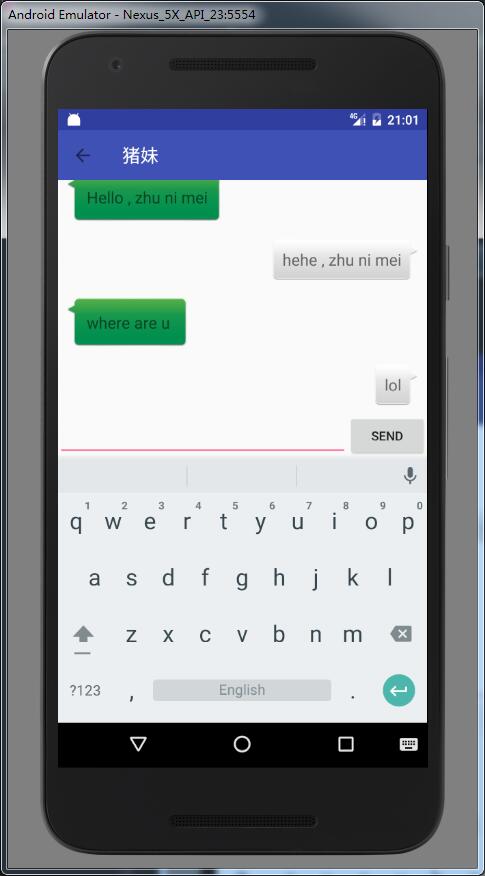 Android Emulator - Nexus_5X_API_23:5554
4G 21:01
猪妹
Hello , zhu ni mei
hehe , zhu ni mei
where are u
lol
SEND
1 2 3 4 5 6 7 8 9 0
q w e r t y u i o p
a s d f g h j k l
z x c v b n m
?123 , English .